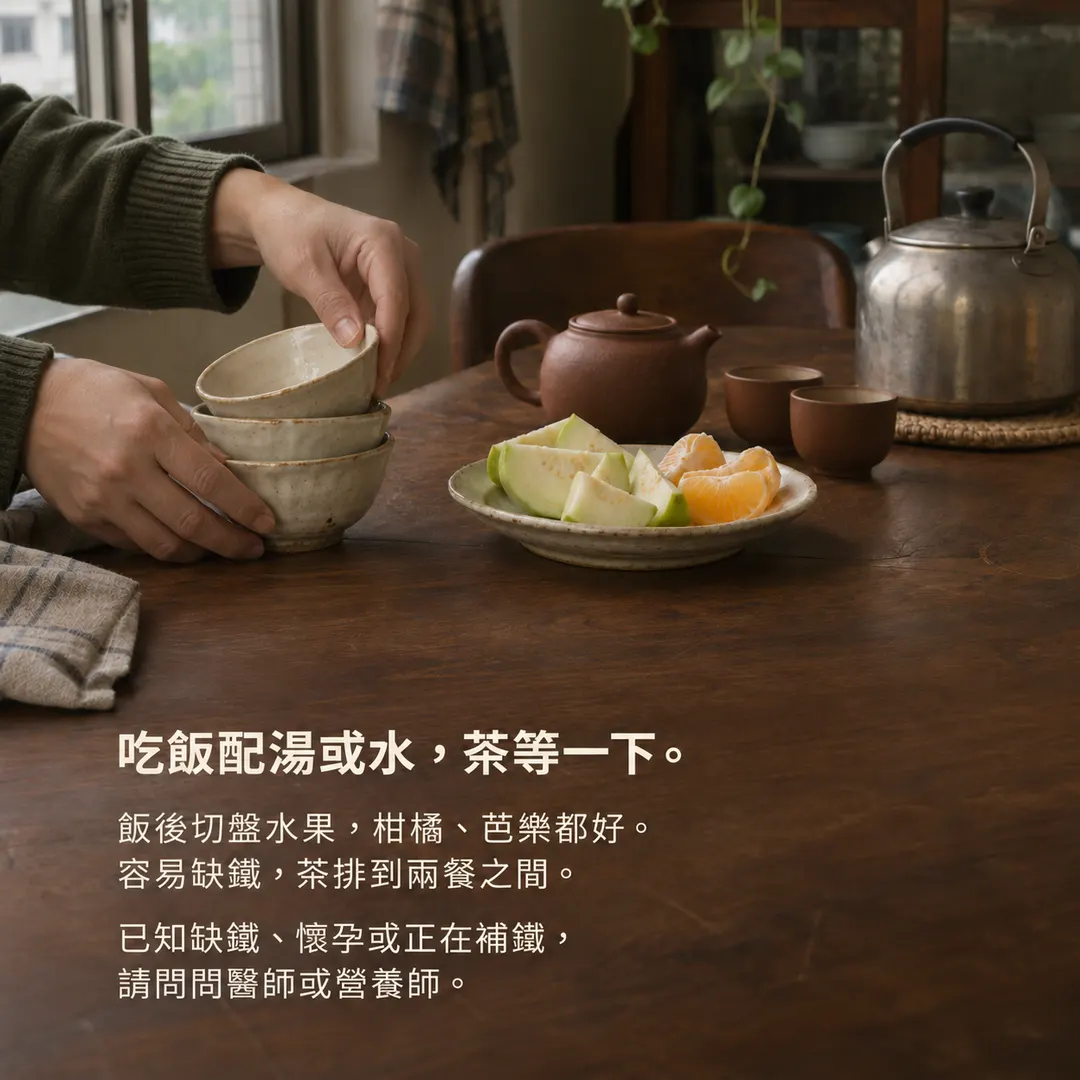 吃飯配湯或水，茶等一下。
飯後切盤水果，柑橘、芭樂都好。
容易缺鐵，茶排到兩餐之間。
已知缺鐵、懷孕或正在補鐵，
請問問醫師或營養師。